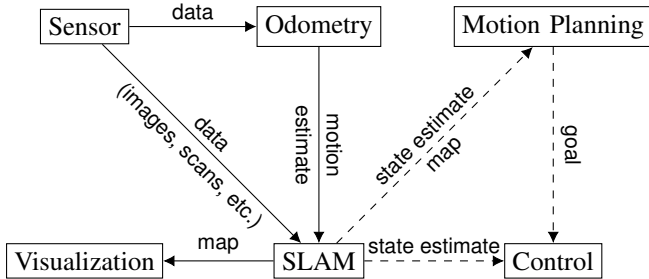 Sensor
data
Odometry
Motion Planning
data
(images, scans, etc.)
motion
estimate
state estimate
map
goal
Visualization
map
SLAM
state estimate
Control